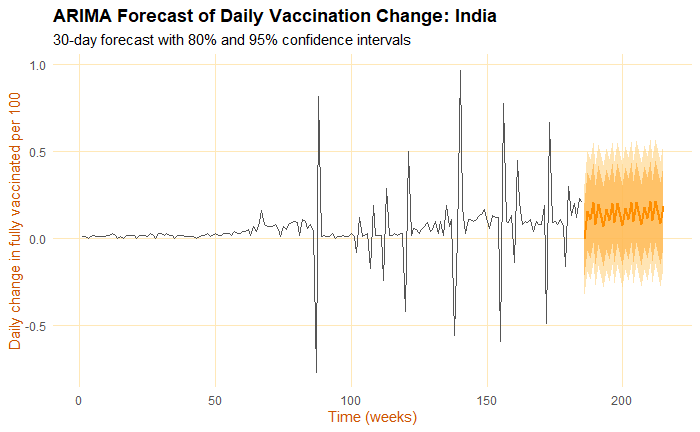 ARIMA Forecast of Daily Vaccination Change: India
30-day forecast with 80% and 95% confidence intervals
Daily change in fully vaccinated per 100
1.0
0.5
0.0
-0.5
0 50 100 150 200
Time (weeks)